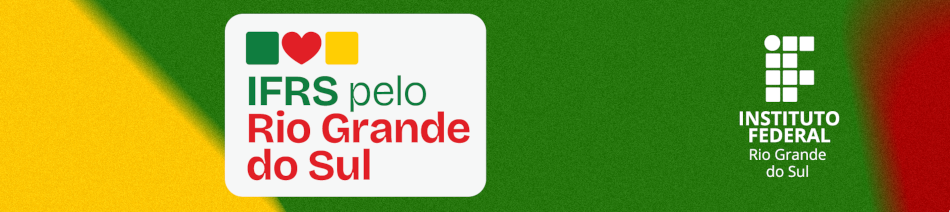 IFRS pelo
Rio Grande
do Sul
INSTITUTO
FEDERAL
Rio Grande
do Sul